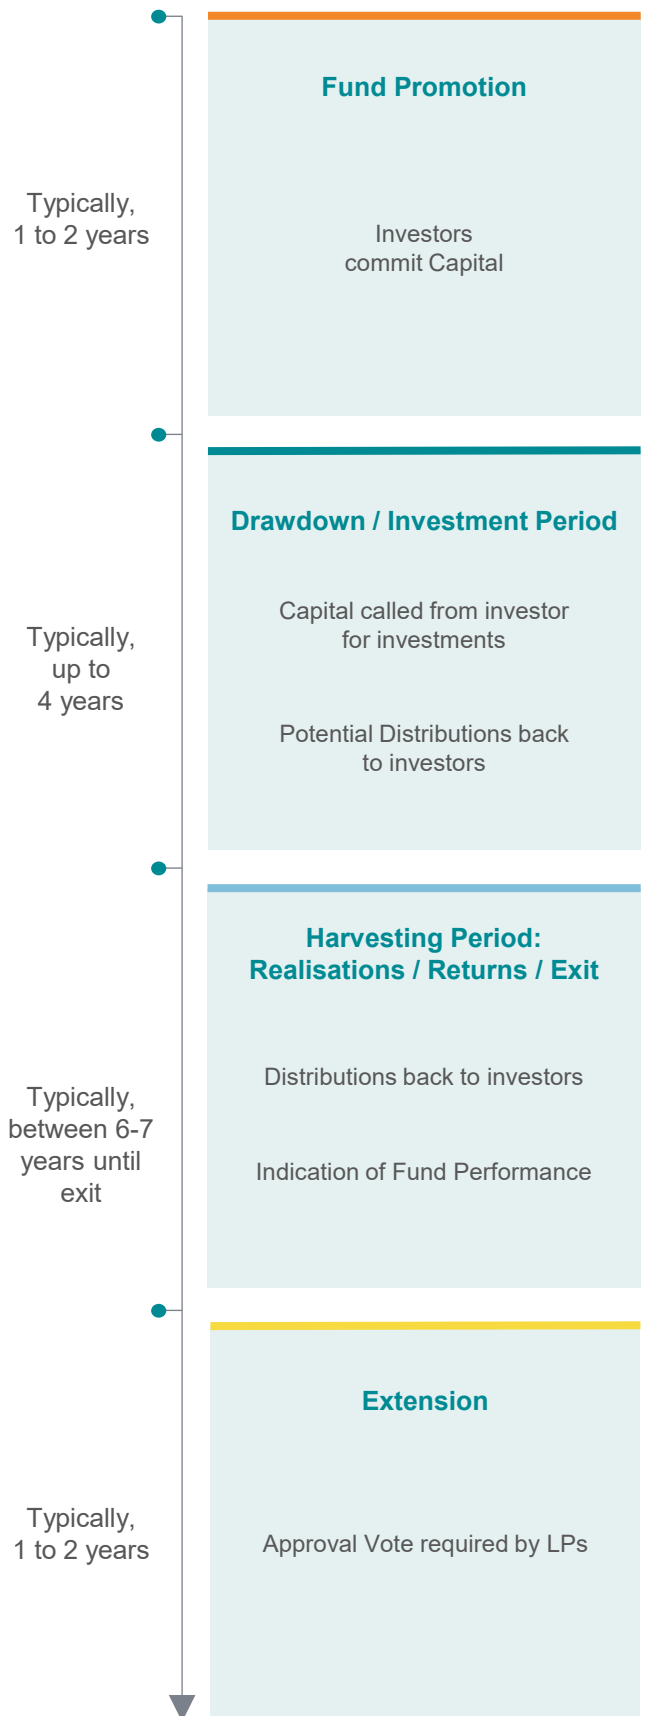 Fund Promotion
Typically,
1 to 2 years
Investors
commit Capital
Drawdown / Investment Period
Typically,
up to
4 years
Capital called from investor
for investments
Potential Distributions back
to investors
Harvesting Period:
Realisations / Returns / Exit
Typically,
between 6-7
years until
exit
Distributions back to investors
Indication of Fund Performance
Extension
Typically,
1 to 2 years
Approval Vote required by LPs